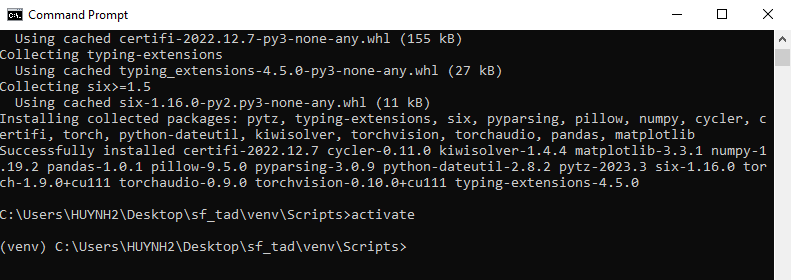 Command Prompt
Using cached certifi-2022.12.7-py3-none-any.whl (155 kB)
Collecting typing-extensions
Using cached typing_extensions-4.5.0-py3-none-any.whl (27 kB)
Collecting six>=1.5
Using cached six-1.16.0-py2.py3-none-any.whl (11 kB)
Installing collected packages: pytz, typing-extensions, six, pyparsing, pillow, numpy, cycler, c
ertifi, torch, python-dateutil, kiwisolver, torchvision, torchaudio, pandas, matplotlib
Successfully installed certifi-2022.12.7 cycler-0.11.0 kiwisolver-1.4.4 matplotlib-3.3.1 numpy-1
.19.2 pandas-1.0.1 pillow-9.5.0 pyparsing-3.0.9 python-dateutil-2.8.2 pytz-2023.3 six-1.16.0 tor
ch-1.9.0+cu111 torchaudio-0.9.0 torchvision-0.10.0+cu111 typing-extensions-4.5.0
C:\Users\HUYNH2\Desktop\sf_tad\venv\Scripts>activate
(venv) C:\Users\HUYNH2\Desktop\sf_tad\venv\Scripts>